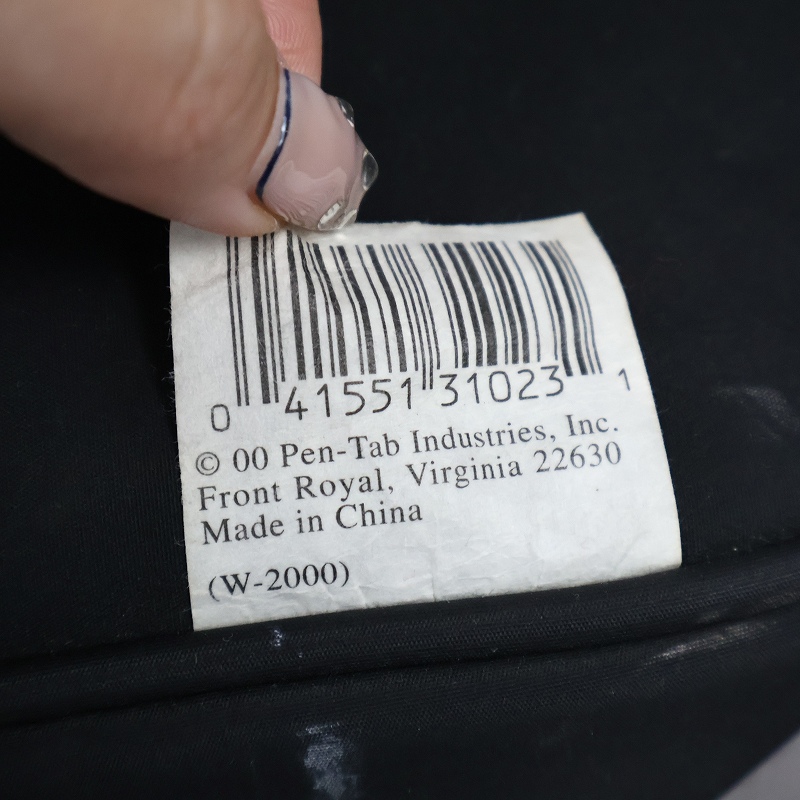 0 41551 31023 1
© 00 Pen-Tab Industries, Inc.
Front Royal, Virginia 22630
Made in China
(W-2000)